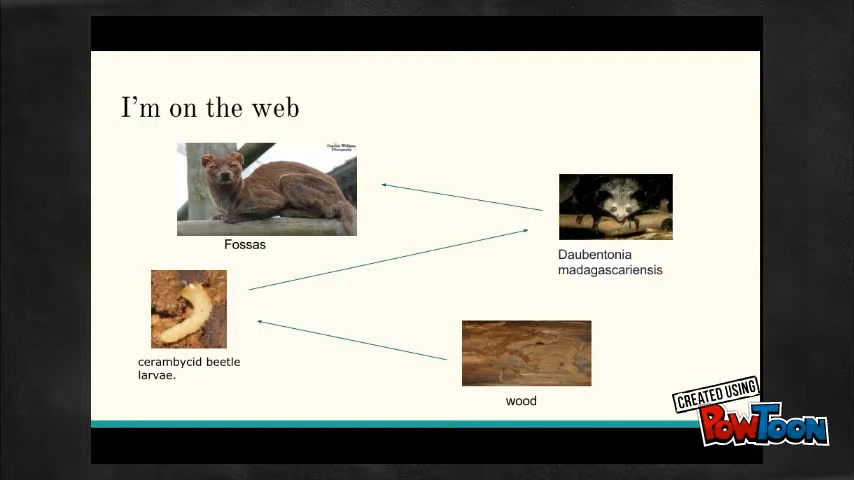 I'm on the web
Fossas
Daubentonia
madagascariensis
cerambycid beetle
larvae.
wood
CREATED USING
POWTOON